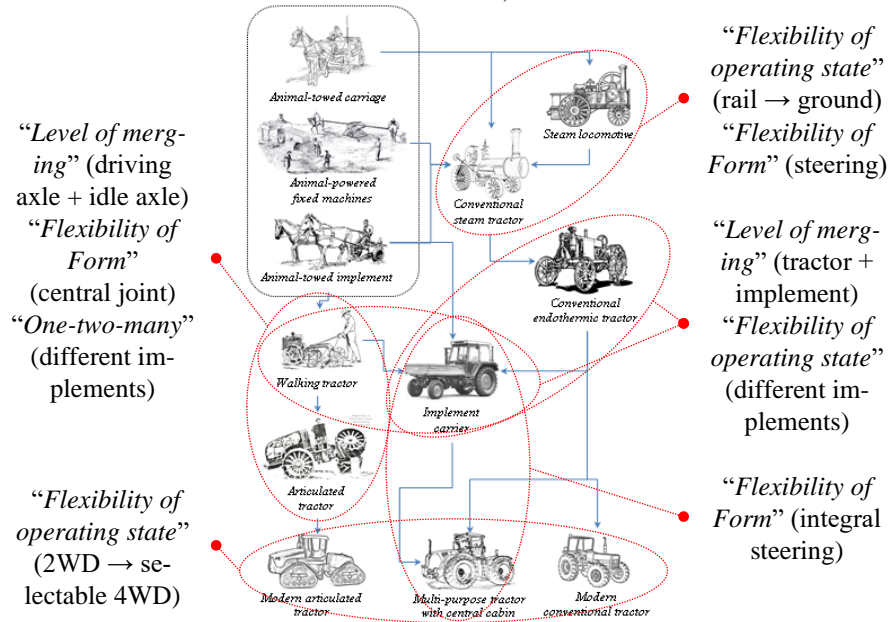 “Flexibility of
operating state”
(rail → ground)
“Flexibility of
Form” (steering)
“Level of merg-
ing” (driving
axle + idle axle)
“Flexibility of
Form”
(central joint)
“One-two-many”
(different im-
plements)
“Level of merg-
ing” (tractor +
implement)
“Flexibility of
operating state”
(different im-
plements)
“Flexibility of
operating state”
(2WD → se-
lectable 4WD)
“Flexibility of
Form” (integral
steering)
Animal-towed carriage
Steam locomotive
Animal-powered
fixed machines
Conventional
steam tractor
Animal-towed implement
Conventional
endothermic tractor
Walking tractor
Implement
carrier
Articulated
tractor
Modern articulated
tractor
Multi-purpose tractor
with central cabin
Modern
conventional tractor